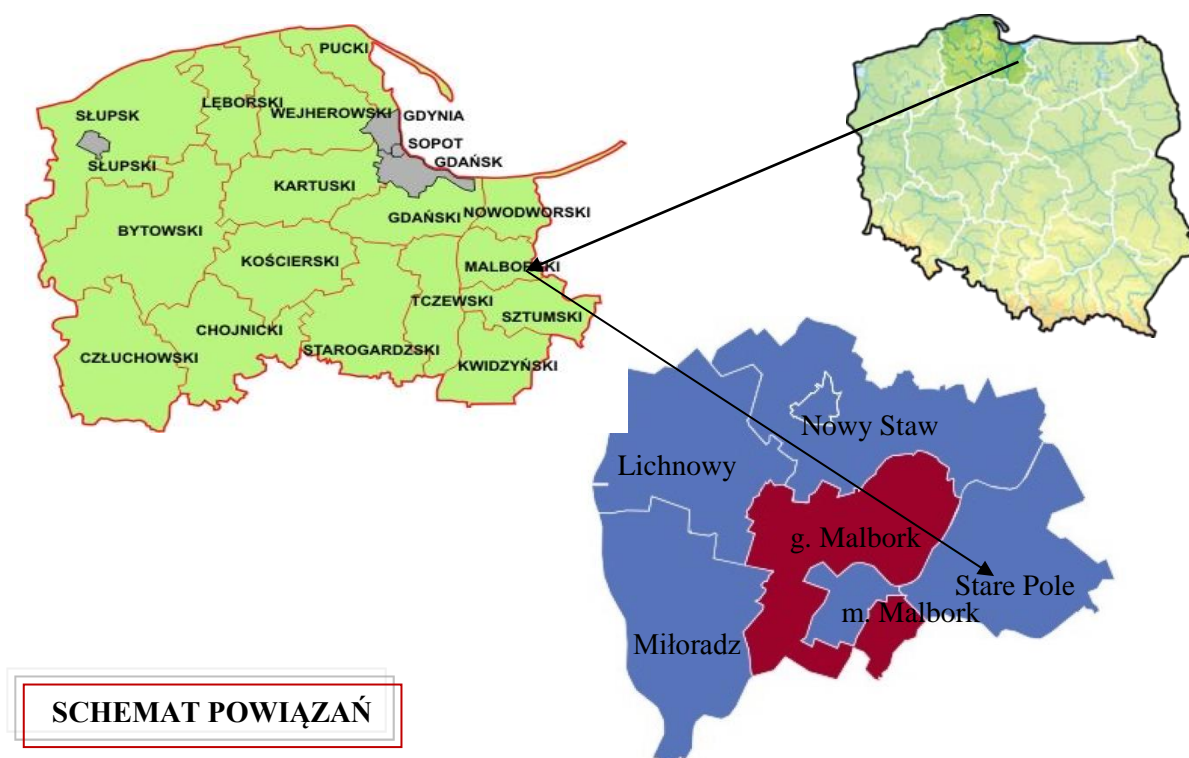 PUCKI
SŁUPSK
LĘBORSKI
WEJHEROWSKI
GDYNIA
SOPOT
GDAŃSK
SŁUPSKI
KARTUSKI
GDAŃSKI
NOWODWORSKI
BYTOWSKI
KOŚCIERSKI
MALBORSKI
TCZEWSKI
SZTUMSKI
CHOJNICKI
CZŁUCHOWSKI
STAROGARDZSKI
KWIDZYŃSKI
Nowy Staw
Lichnowy
g. Malbork
Stare Pole
m. Malbork
Miłoradz
SCHEMAT POWIĄZAŃ